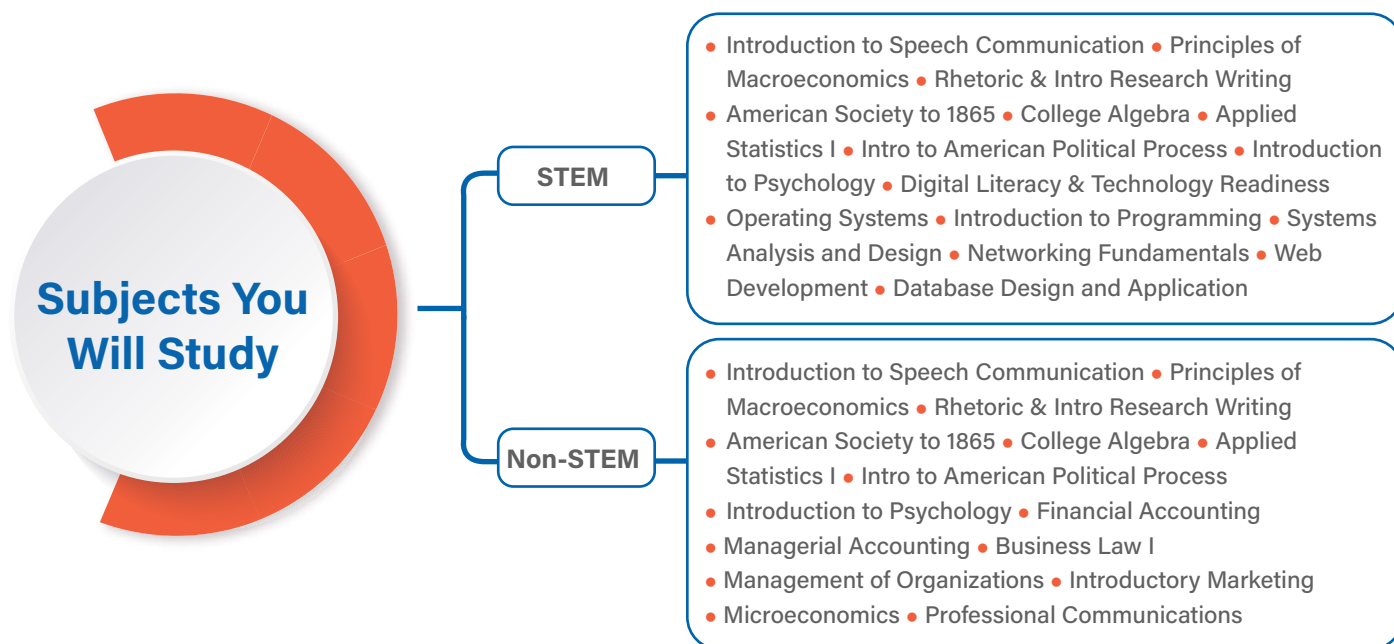 Subjects You
Will Study
STEM
• Introduction to Speech Communication • Principles of
Macroeconomics • Rhetoric & Intro Research Writing
• American Society to 1865 • College Algebra • Applied
Statistics I • Intro to American Political Process • Introduction
to Psychology • Digital Literacy & Technology Readiness
• Operating Systems • Introduction to Programming • Systems
Analysis and Design • Networking Fundamentals • Web
Development • Database Design and Application
Non-STEM
• Introduction to Speech Communication • Principles of
Macroeconomics • Rhetoric & Intro Research Writing
• American Society to 1865 • College Algebra • Applied
Statistics I • Intro to American Political Process
• Introduction to Psychology • Financial Accounting
• Managerial Accounting • Business Law I
• Management of Organizations • Introductory Marketing
• Microeconomics • Professional Communications